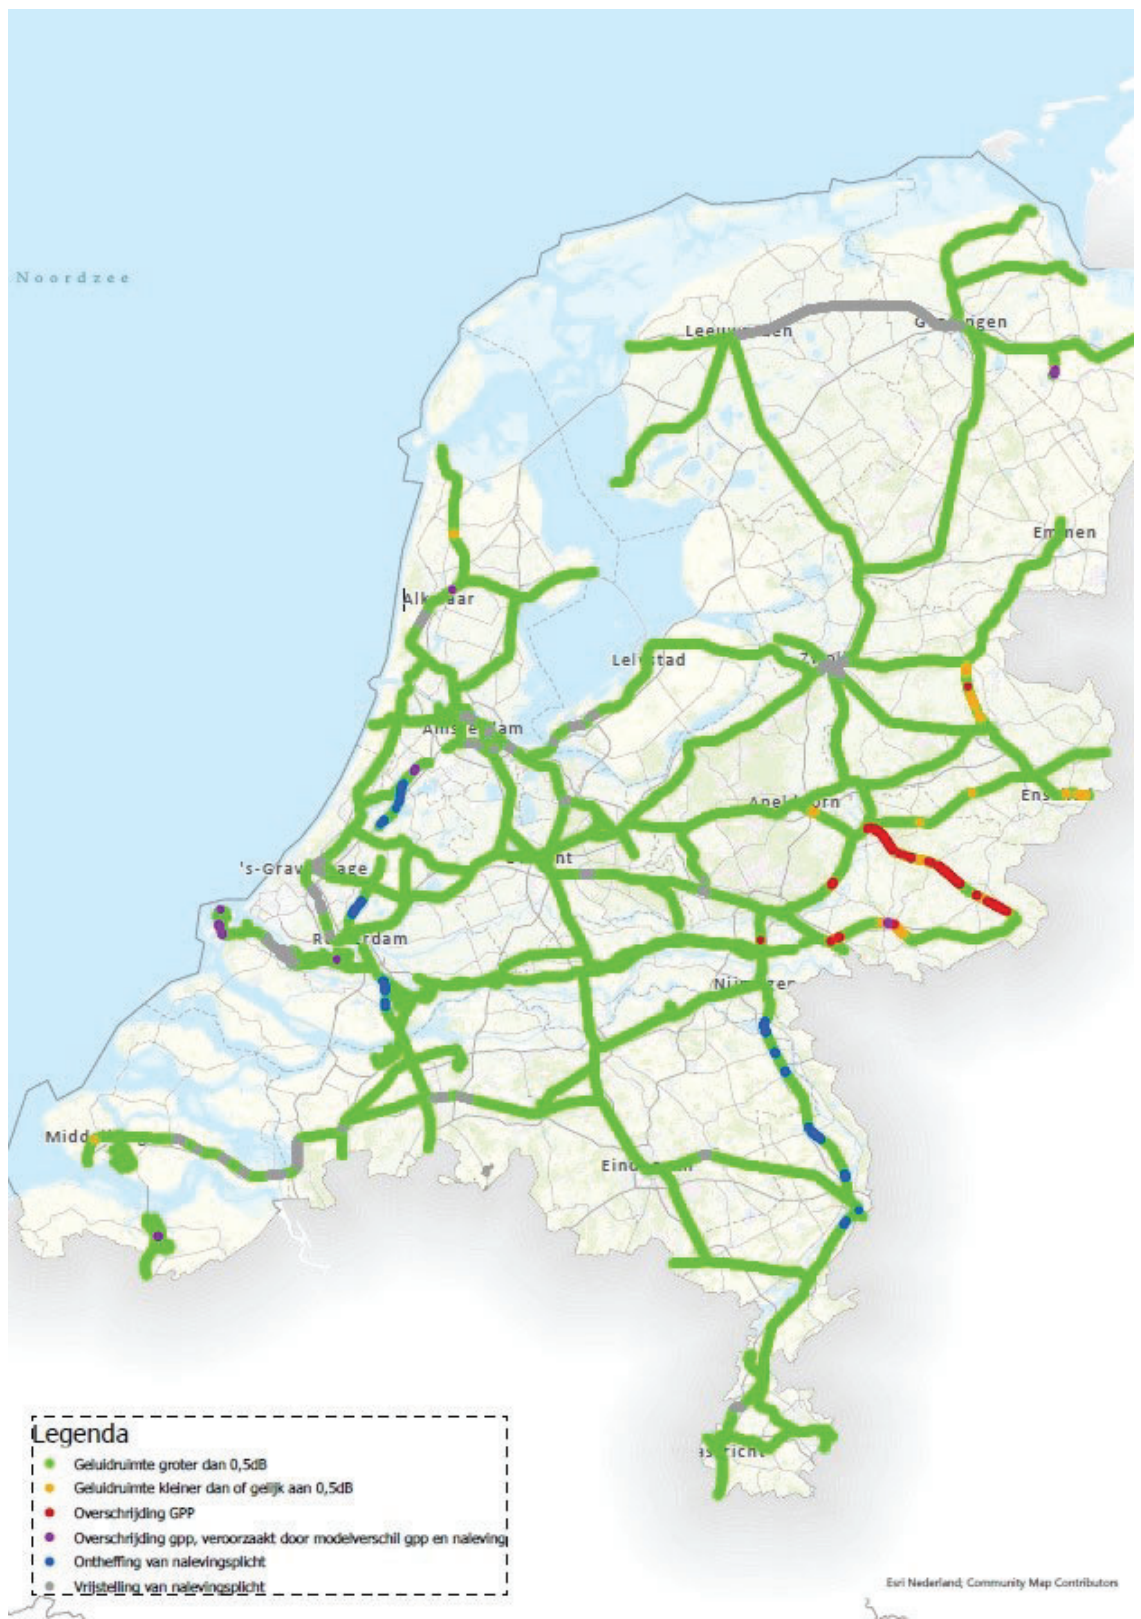 Noordzee
Leeuwarden
Groningen
Emmen
Alkmaar
Lelystad
Zwolle
Amsterdam
Apeldoorn
Enschede
's-Gravenhage
Utrecht
Rotterdam
Nijmegen
Middelburg
Eindhoven
Legenda
Geluidruimte groter dan 0,5dB
Geluidruimte kleiner dan of gelijk aan 0,5dB
Overschrijding GPP
Overschrijding gpp, veroorzaakt door modelverschil gpp en naleving
Ontheffing van nalevingsplicht
Vrijstelling van nalevingsplicht
Esri Nederland; Community Map Contributors